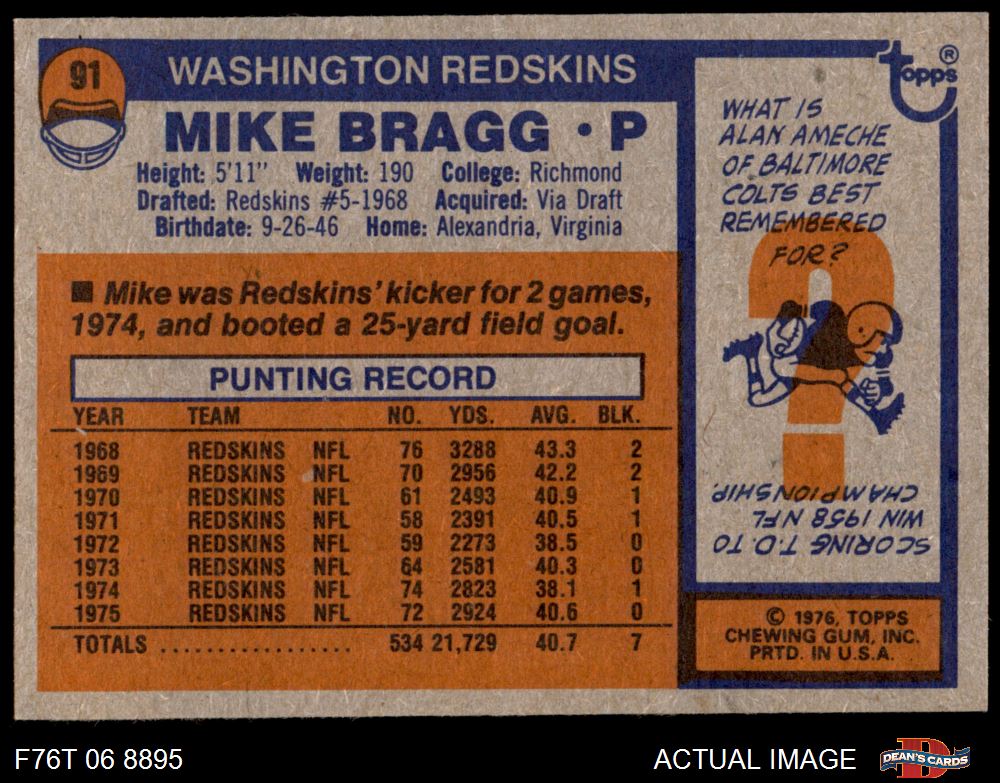 91
WASHINGTON REDSKINS
MIKE BRAGG • P
Height: 5'11" Weight: 190 College: Richmond
Drafted: Redskins #5-1968 Acquired: Via Draft
Birthdate: 9-26-46 Home: Alexandria, Virginia
■ Mike was Redskins' kicker for 2 games,
1974, and booted a 25-yard field goal.
PUNTING RECORD
YEAR TEAM NO. YDS. AVG. BLK.
1968 REDSKINS NFL 76 3288 43.3 2
1969 REDSKINS NFL 70 2956 42.2 2
1970 REDSKINS NFL 61 2493 40.9 1
1971 REDSKINS NFL 58 2391 40.5 1
1972 REDSKINS NFL 59 2273 38.5 0
1973 REDSKINS NFL 64 2581 40.3 0
1974 REDSKINS NFL 74 2823 38.1 1
1975 REDSKINS NFL 72 2924 40.6 0
TOTALS .................. 534 21,729 40.7 7
topps®
WHAT IS
ALAN AMECHE
OF BALTIMORE
COLTS BEST
REMEMBERED
FOR?
?
SCORING T.D. TO
WIN 1958 NFL
CHAMPIONSHIP.
© 1976, TOPPS
CHEWING GUM, INC.
PRTD. IN U.S.A.
F76T 06 8895
ACTUAL IMAGE
D
DEAN'S CARDS